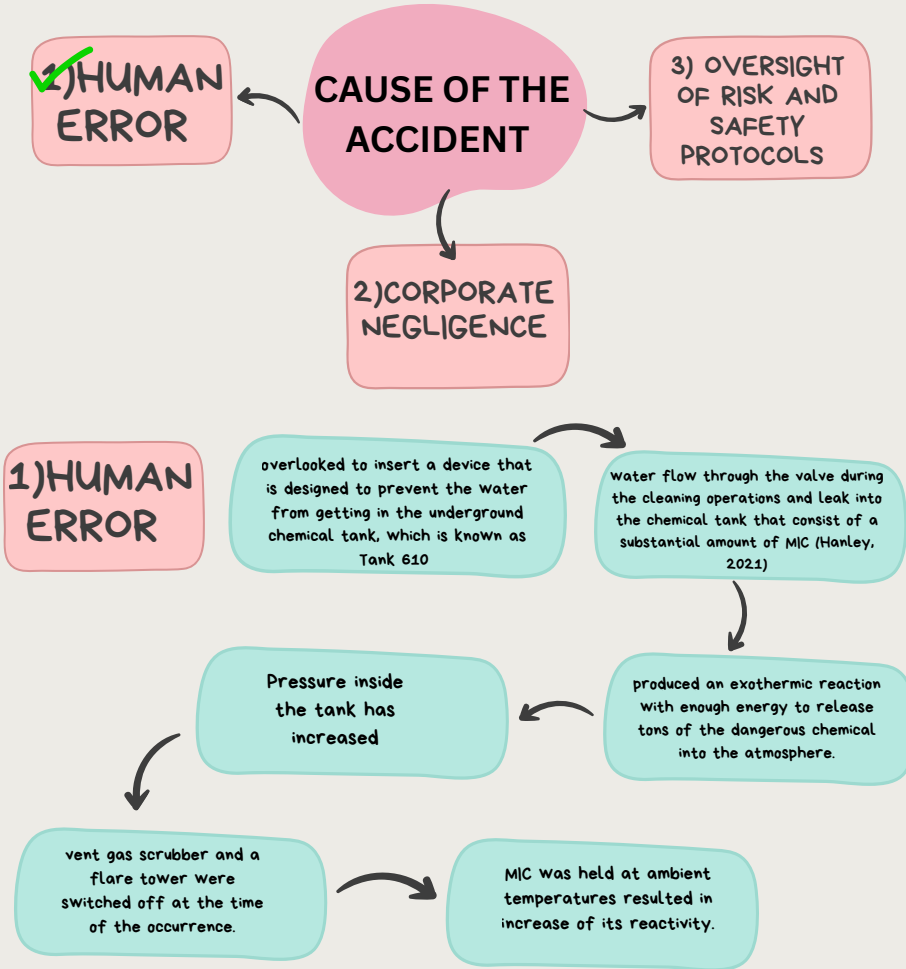 CAUSE OF THE
ACCIDENT
1)HUMAN
ERROR
2)CORPORATE
NEGLIGENCE
3) OVERSIGHT
OF RISK AND
SAFETY
PROTOCOLS
1)HUMAN
ERROR
overlooked to insert a device that
is designed to prevent the water
from getting in the underground
chemical tank, which is known as
Tank 610
water flow through the valve during
the cleaning operations and leak into
the chemical tank that consist of a
substantial amount of MIC (Hanley,
2021)
produced an exothermic reaction
with enough energy to release
tons of the dangerous chemical
into the atmosphere.
Pressure inside
the tank has
increased
vent gas scrubber and a
flare tower were
switched off at the time
of the occurrence.
MIC was held at ambient
temperatures resulted in
increase of its reactivity.